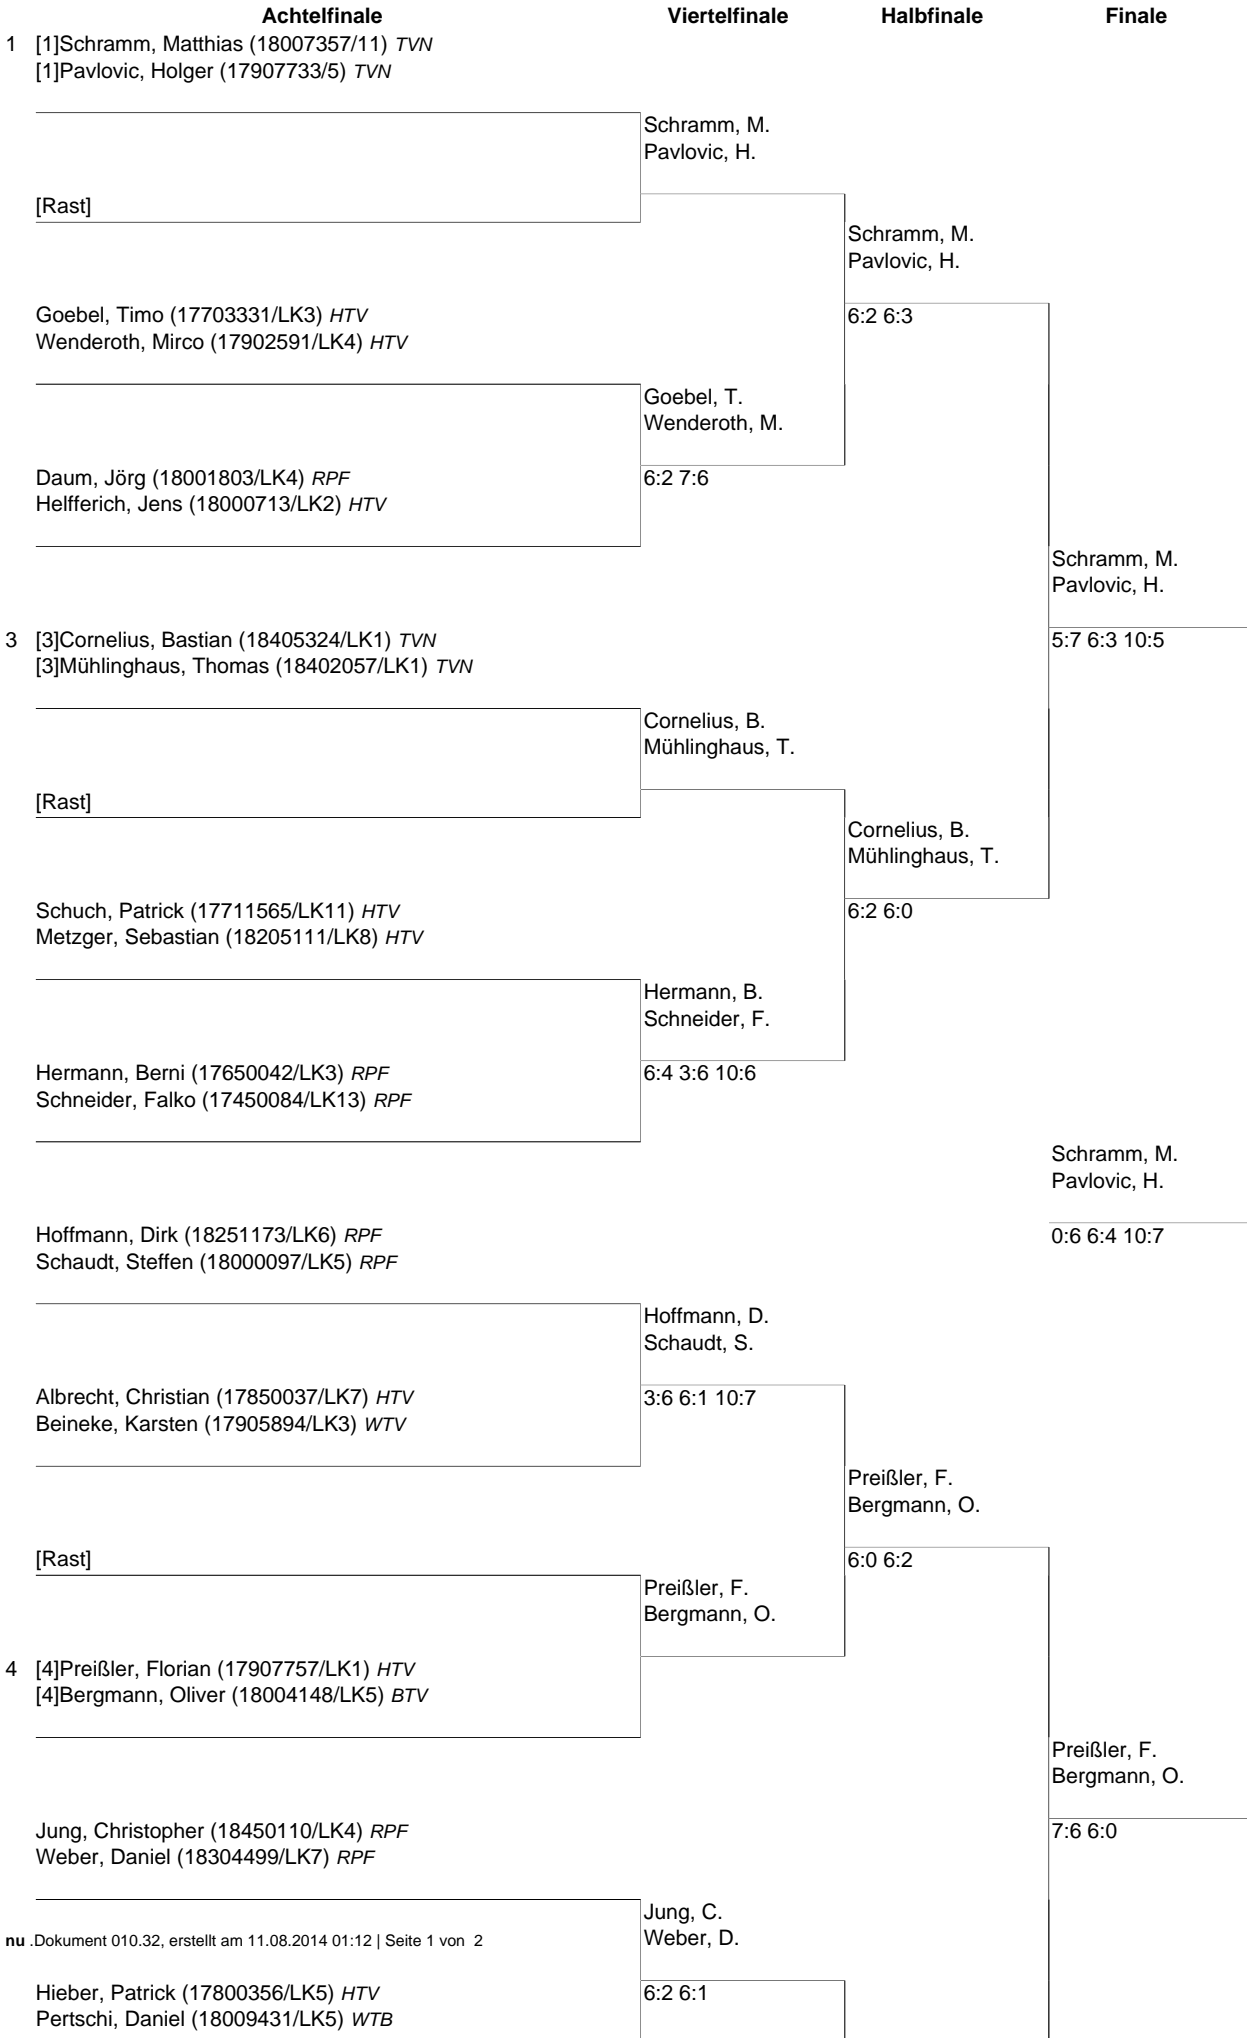 Achtelfinale Viertelfinale Halbfinale Finale
1 [1]Schramm, Matthias (18007357/11) TVN
[1]Pavlovic, Holger (17907733/5) TVN
Schramm, M.
Pavlovic, H.
[Rast]
Schramm, M.
Pavlovic, H.
Goebel, Timo (17703331/LK3) HTV 6:2 6:3
Wenderoth, Mirco (17902591/LK4) HTV
Goebel, T.
Wenderoth, M.
Daum, Jörg (18001803/LK4) RPF 6:2 7:6
Helfferich, Jens (18000713/LK2) HTV
Schramm, M.
Pavlovic, H.
3 [3]Cornelius, Bastian (18405324/LK1) TVN 5:7 6:3 10:5
[3]Mühlinghaus, Thomas (18402057/LK1) TVN
Cornelius, B.
Mühlinghaus, T.
[Rast]
Cornelius, B.
Mühlinghaus, T.
Schuch, Patrick (17711565/LK11) HTV 6:2 6:0
Metzger, Sebastian (18205111/LK8) HTV
Hermann, B.
Schneider, F.
Hermann, Berni (17650042/LK3) RPF 6:4 3:6 10:6
Schneider, Falko (17450084/LK13) RPF
Schramm, M.
Pavlovic, H.
Hoffmann, Dirk (18251173/LK6) RPF 0:6 6:4 10:7
Schaudt, Steffen (18000097/LK5) RPF
Hoffmann, D.
Schaudt, S.
Albrecht, Christian (17850037/LK7) HTV 3:6 6:1 10:7
Beineke, Karsten (17905894/LK3) WTV
Preißler, F.
Bergmann, O.
[Rast] 6:0 6:2
Preißler, F.
Bergmann, O.
4 [4]Preißler, Florian (17907757/LK1) HTV
[4]Bergmann, Oliver (18004148/LK5) BTV
Preißler, F.
Bergmann, O.
Jung, Christopher (18450110/LK4) RPF 7:6 6:0
Weber, Daniel (18304499/LK7) RPF
Jung, C.
Weber, D.
nu .Dokument 010.32, erstellt am 11.08.2014 01:12 | Seite 1 von 2
Hieber, Patrick (17800356/LK5) HTV 6:2 6:1
Pertschi, Daniel (18009431/LK5) WTB